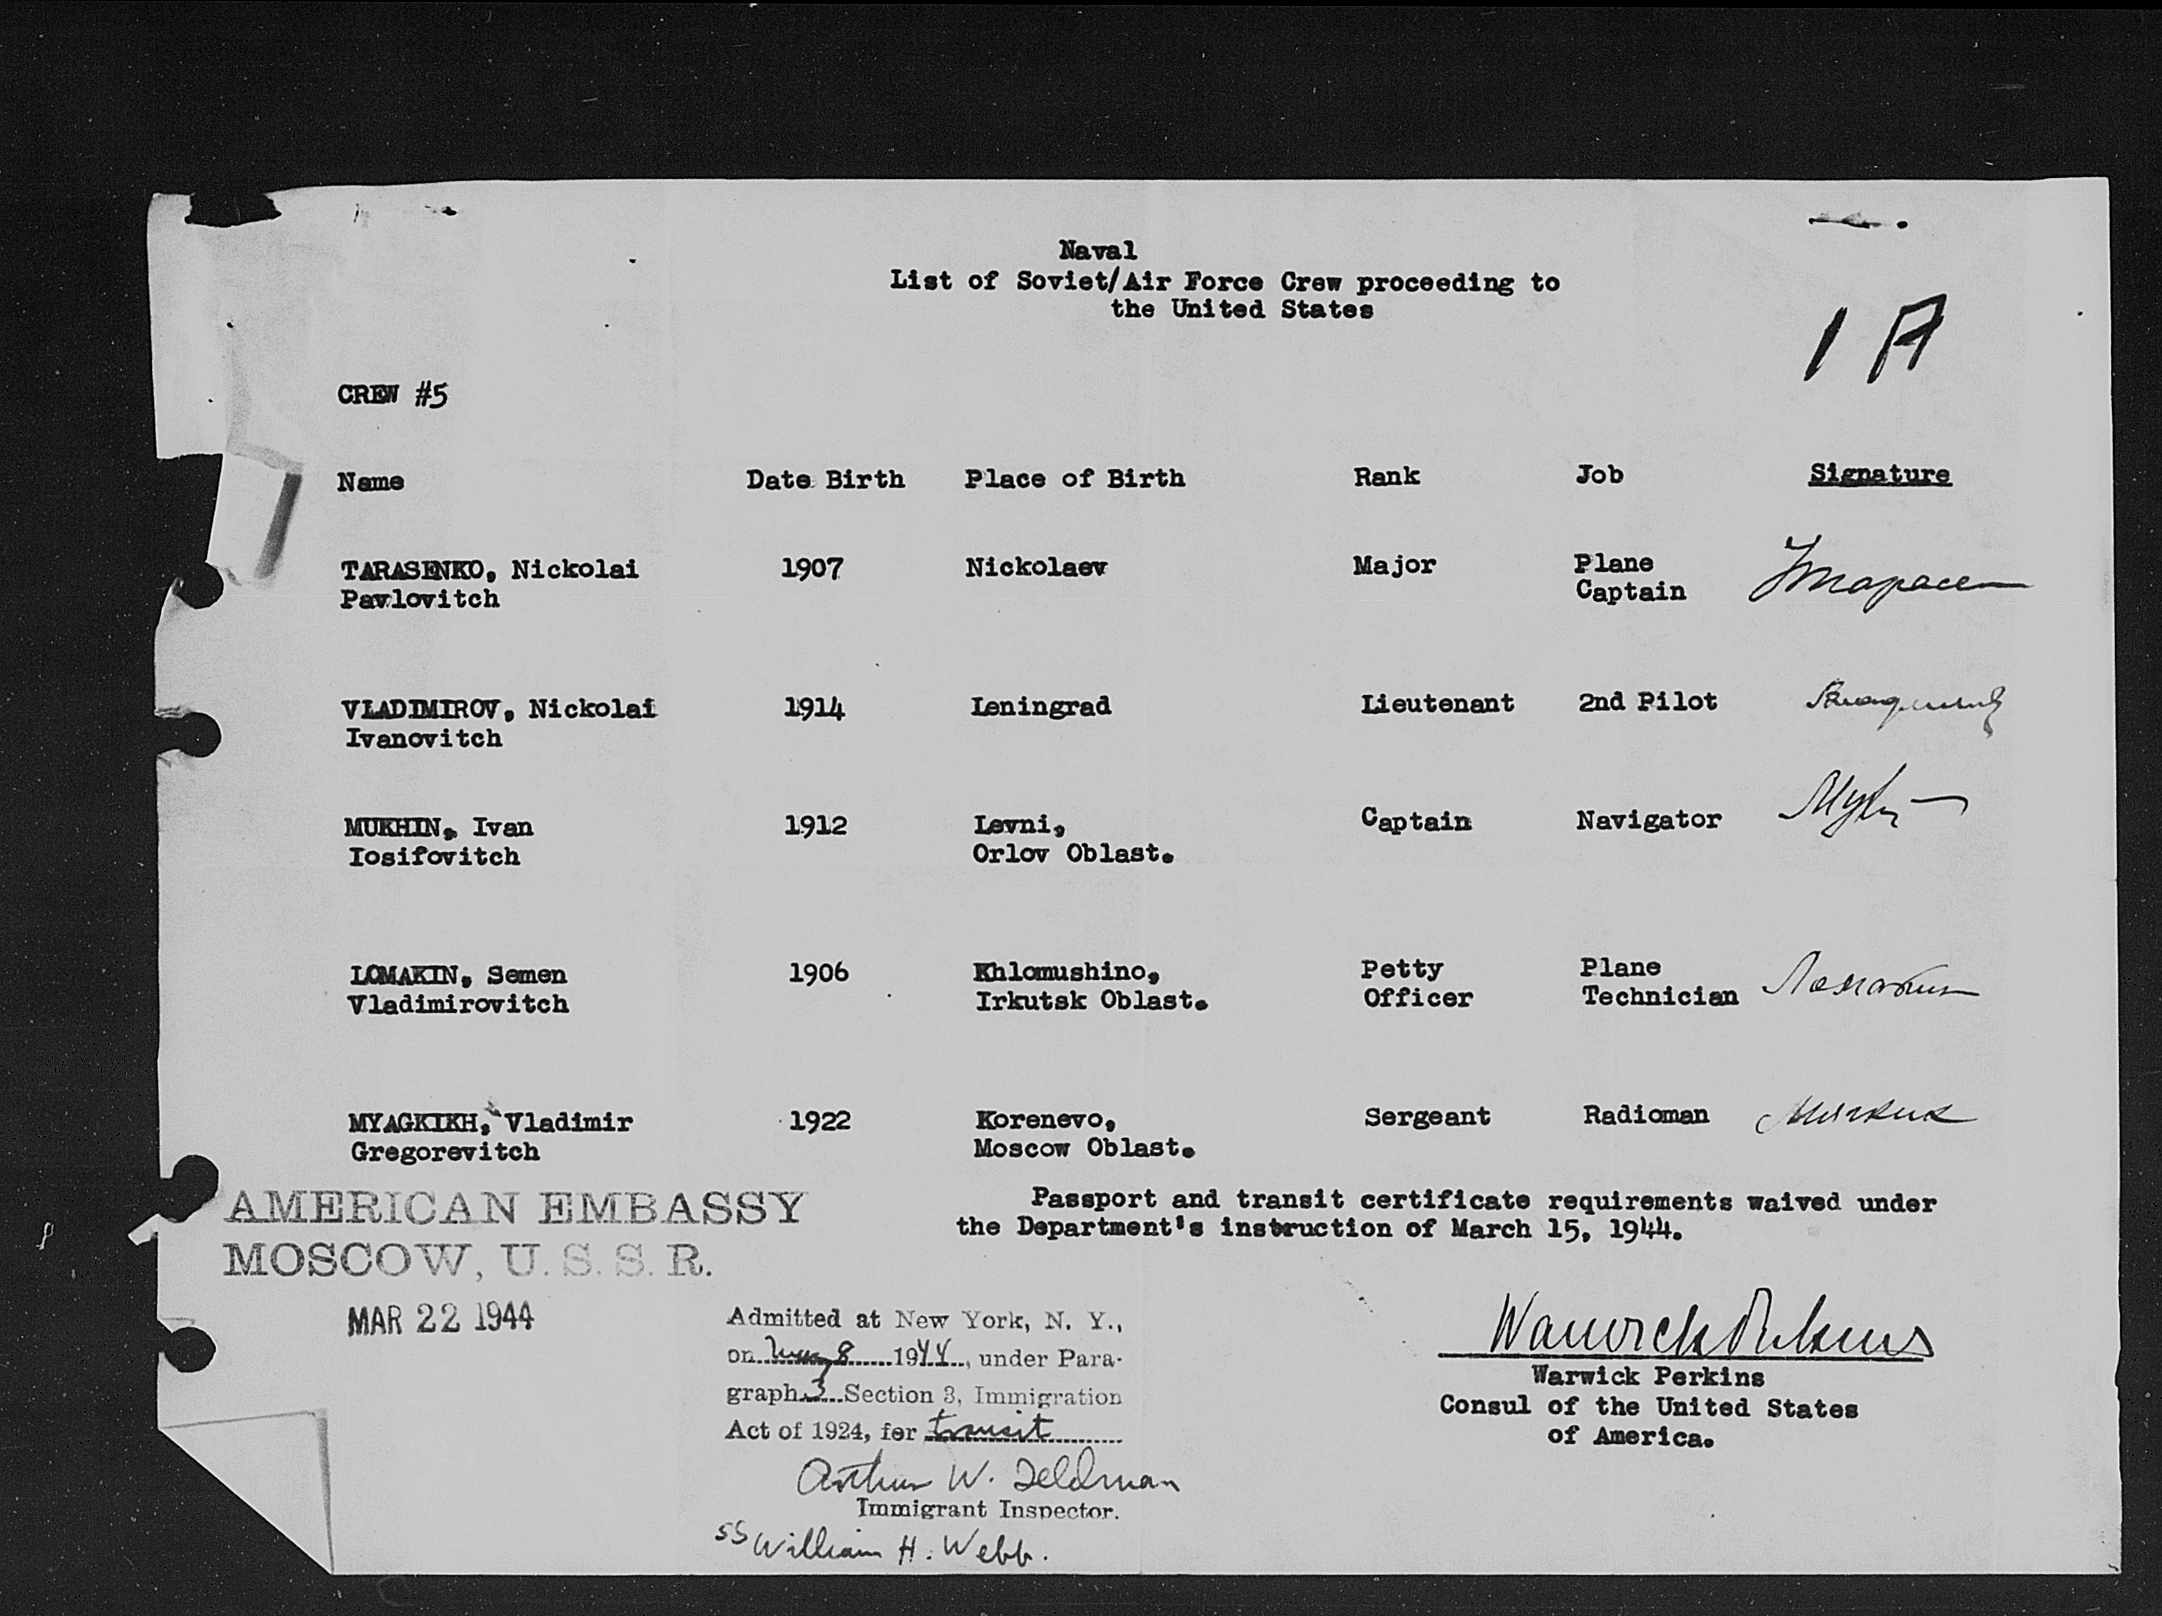 Naval
List of Soviet/Air Force Crew proceeding to
the United States
1 A
CREW #5
Name Date Birth Place of Birth Rank Job Signature
TARASENKO, Nickolai 1907 Nickolaev Major Plane
Pavlovitch Captain
VLADIMIROV, Nickolai 1914 Leningrad Lieutenant 2nd Pilot
Ivanovitch
MUKHIN, Ivan 1912 Levni, Captain Navigator
Iosifovitch Orlov Oblast.
LOMAKIN, Semen 1906 Khlomushino, Petty Plane Ломакин
Vladimirovitch Irkutsk Oblast. Officer Technician
MYAGKIKH, Vladimir 1922 Korenevo, Sergeant Radioman Мягких
Gregorevitch Moscow Oblast.
Passport and transit certificate requirements waived under
the Department's instruction of March 15, 1944.
AMERICAN EMBASSY
MOSCOW, U.S.S.R.
MAR 22 1944
Admitted at New York, N. Y.,
on May 8 1944, under Para-
graph 3 Section 3, Immigration
Act of 1924, for transit
Arthur W. Feldman
Immigrant Inspector.
SS William H. Webb.
Warwick Perkins
Warwick Perkins
Consul of the United States
of America.